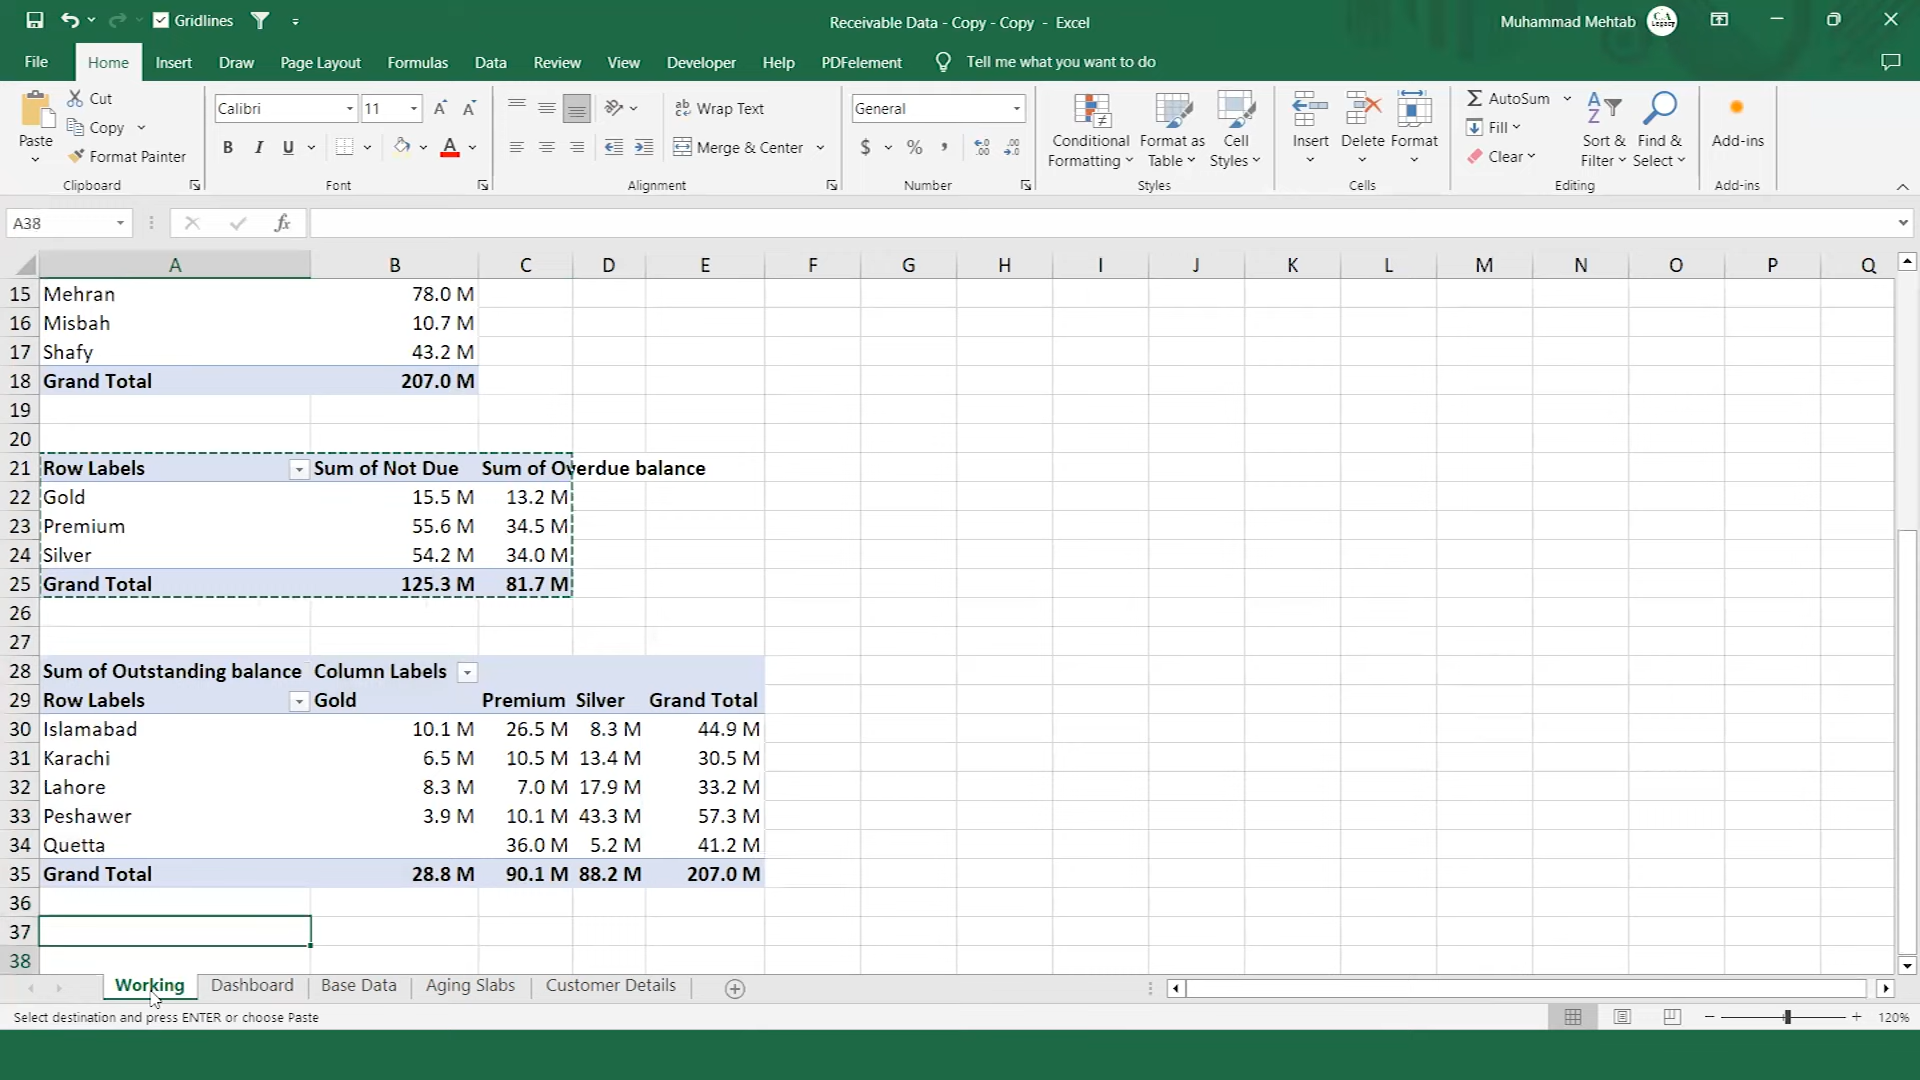 Gridlines
Receivable Data - Copy - Copy - Excel
Muhammad Mehtab
File Home Insert Draw Page Layout Formulas Data Review View Developer Help PDFelement Tell me what you want to do
Paste
Cut
Copy
Format Painter
Clipboard
Calibri 11
B I U
Font
Wrap Text
Merge & Center
Alignment
General
$ % ,
Number
Conditional Formatting
Format as Table
Cell Styles
Styles
Insert Delete Format
Cells
AutoSum
Fill
Clear
Sort & Filter
Find & Select
Editing
Add-ins
Add-ins
A38 fx
A B C D E F G H I J K L M N O P Q
15 Mehran 78.0 M
16 Misbah 10.7 M
17 Shafy 43.2 M
18 Grand Total 207.0 M
19
20
21 Row Labels Sum of Not Due Sum of Overdue balance
22 Gold 15.5 M 13.2 M
23 Premium 55.6 M 34.5 M
24 Silver 54.2 M 34.0 M
25 Grand Total 125.3 M 81.7 M
26
27
28 Sum of Outstanding balance Column Labels
29 Row Labels Gold Premium Silver Grand Total
30 Islamabad 10.1 M 26.5 M 8.3 M 44.9 M
31 Karachi 6.5 M 10.5 M 13.4 M 30.5 M
32 Lahore 8.3 M 7.0 M 17.9 M 33.2 M
33 Peshawer 3.9 M 10.1 M 43.3 M 57.3 M
34 Quetta 36.0 M 5.2 M 41.2 M
35 Grand Total 28.8 M 90.1 M 88.2 M 207.0 M
36
37
38
Working Dashboard Base Data Aging Slabs Customer Details
Select destination and press ENTER or choose Paste
120%